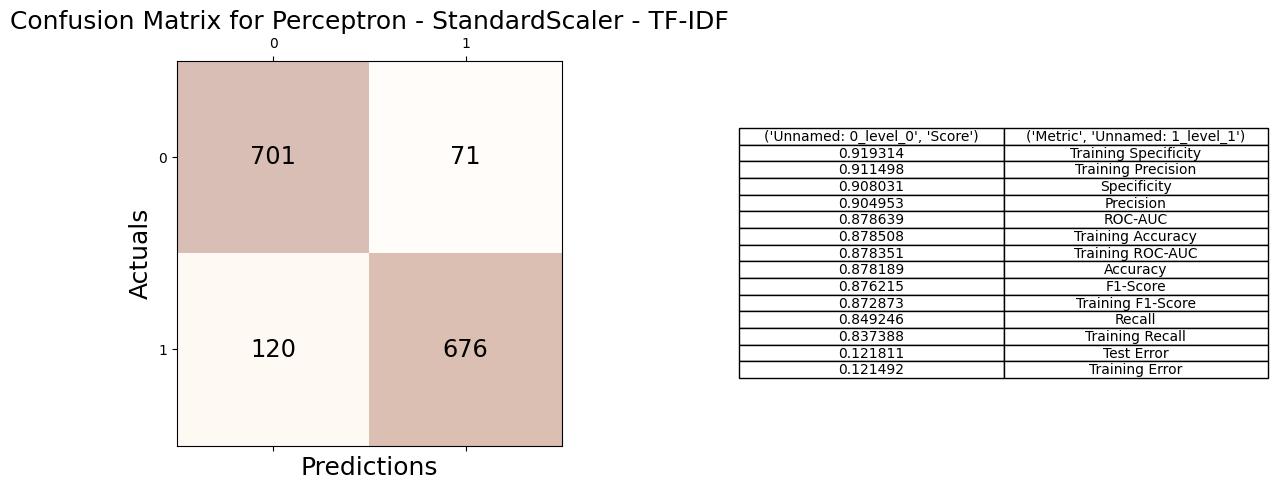 Confusion Matrix for Perceptron - StandardScaler - TF-IDF
0 1
0 701 71
1 120 676
Actuals
Predictions
('Unnamed: 0_level_0', 'Score') ('Metric', 'Unnamed: 1_level_1')
0.919314 Training Specificity
0.911498 Training Precision
0.908031 Specificity
0.904953 Precision
0.878639 ROC-AUC
0.878508 Training Accuracy
0.878351 Training ROC-AUC
0.878189 Accuracy
0.876215 F1-Score
0.872873 Training F1-Score
0.849246 Recall
0.837388 Training Recall
0.121811 Test Error
0.121492 Training Error